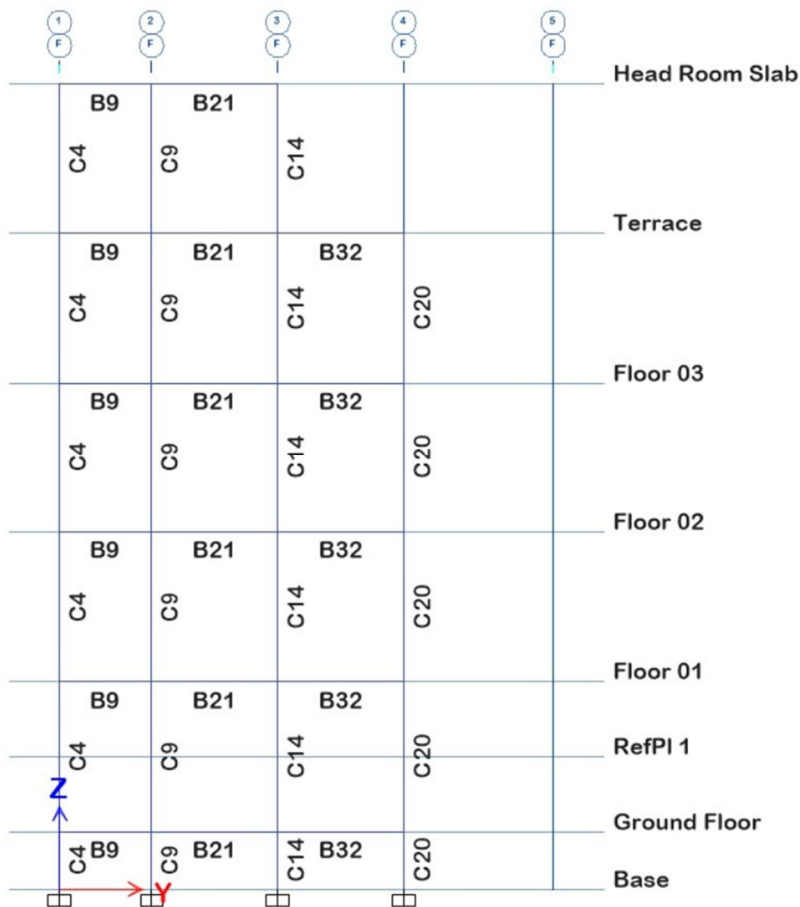 1 2 3 4 5
F F F F F
Head Room Slab
B9 B21
C4 C9 C14
Terrace
B9 B21 B32
C4 C9 C14 C20
Floor 03
B9 B21 B32
C4 C9 C14 C20
Floor 02
B9 B21 B32
C4 C9 C14 C20
Floor 01
B9 B21 B32
RefPl 1
C4 C9 C14 C20
Z
Ground Floor
C4 B9 C9 B21 C14 B32 C20
Base
Y